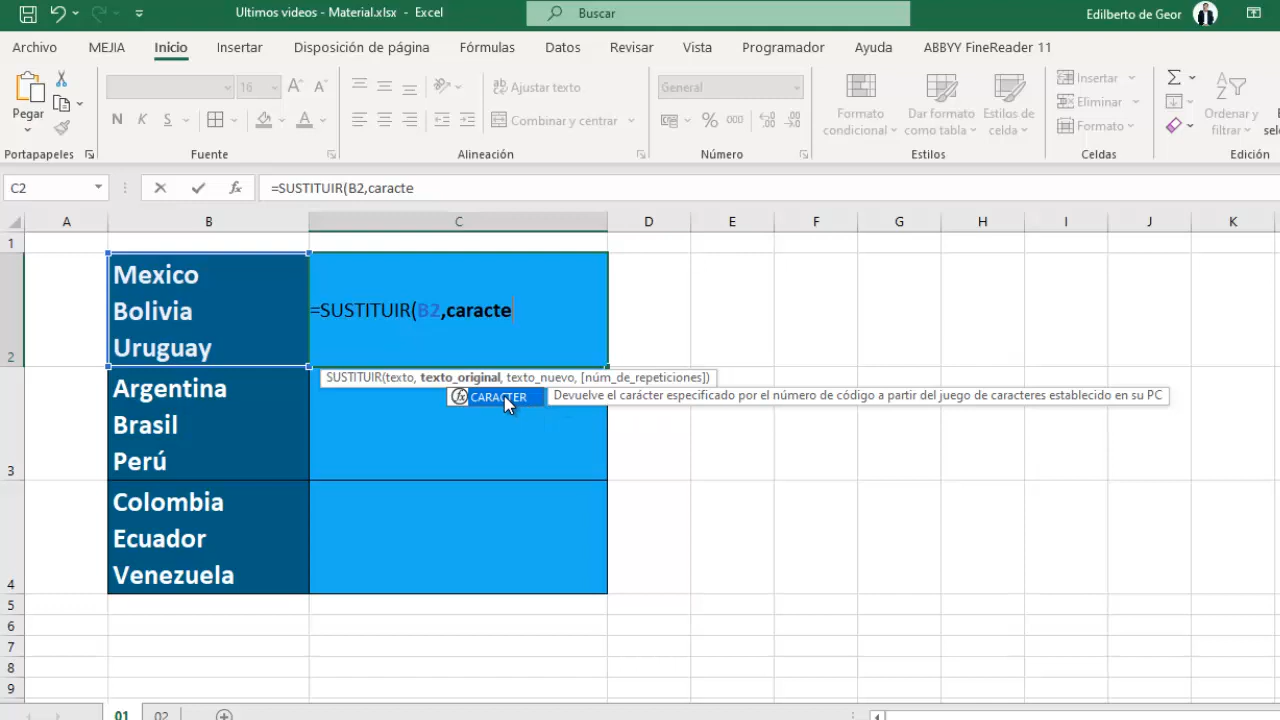 Ultimos videos - Material.xlsx - Excel
Buscar
Edilberto de Geor
Archivo MEJIA Inicio Insertar Disposición de página Fórmulas Datos Revisar Vista Programador Ayuda ABBYY FineReader 11
Pegar
N K S
16
A A
A
Ajustar texto
Combinar y centrar
General
% 000
Formato condicional
Dar formato como tabla
Estilos de celda
Insertar
Eliminar
Formato
Ordenar y filtrar
Portapapeles Fuente Alineación Número Estilos Celdas Edición
C2 fx =SUSTITUIR(B2,caracte
A B C D E F G H I J K
1
2
Mexico
Bolivia
Uruguay
=SUSTITUIR(B2,caracte
SUSTITUIR(texto, texto_original, texto_nuevo, [núm_de_repeticiones])
CARACTER Devuelve el carácter especificado por el número de código a partir del juego de caracteres establecido en su PC
3
Argentina
Brasil
Perú
4
Colombia
Ecuador
Venezuela
5
6
7
8
9
01 02